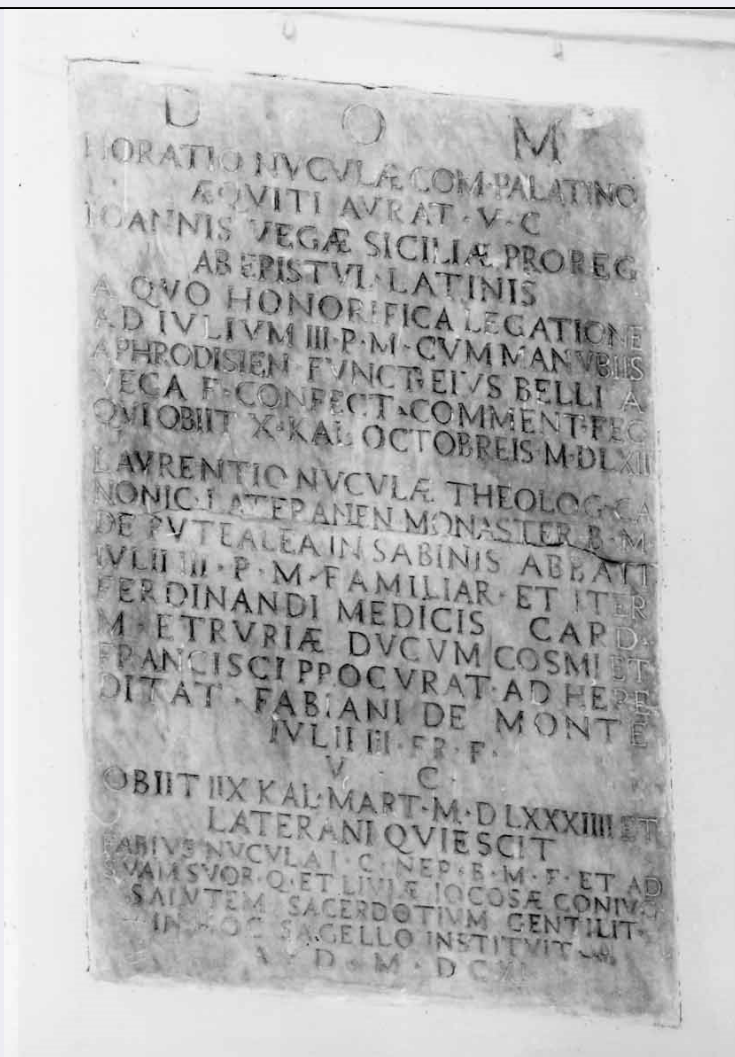 D O M
HORATIO NVCVLÆ COM·PALATINO
ÆQVITI AVRAT·V·C
IOANNIS VEGÆ SICILIÆ PROREG
AB EPISTVL·LATINIS
A QVO HONORIFICA LEGATIONE
AD IVLIVM III·P·M·CVM MANVBIIS
APHRODISIEN·FVNCT·EIVS BELLI A
VEGA F·CONFECT·COMMENT·FEC
QVI OBIIT X·KAL OCTOBREIS·M·DLXII
LAVRENTIO NVCVLÆ THEOLOG·CA
NONIC·LATERANEN MONASTER·B·M
DE PVTEALEA IN SABINIS ABBATI
IVLII III·P·M·FAMILIAR·ET ITER
FERDINANDI MEDICIS CARD·
M·ETRVRIÆ DVCVM COSMI ET
FRANCISCI PROCVRAT·AD HERE
DITAT·FABIANI DE MONTE
IVLII III·FR·F·
V C·
OBIIT IIX KAL·MART·M·DLXXXIIII ET
LATERANI QVIESCIT
FABIVS NVCVLA I·C·NEP·B·M·F·ET AD
SVAM SVOR·Q·ET LIVIÆ IOCOSÆ CONIVG
SALVTEM SACERDOTIVM GENTILIT·
IN HOC SACELLO INSTITVIT
D·M·DCXI